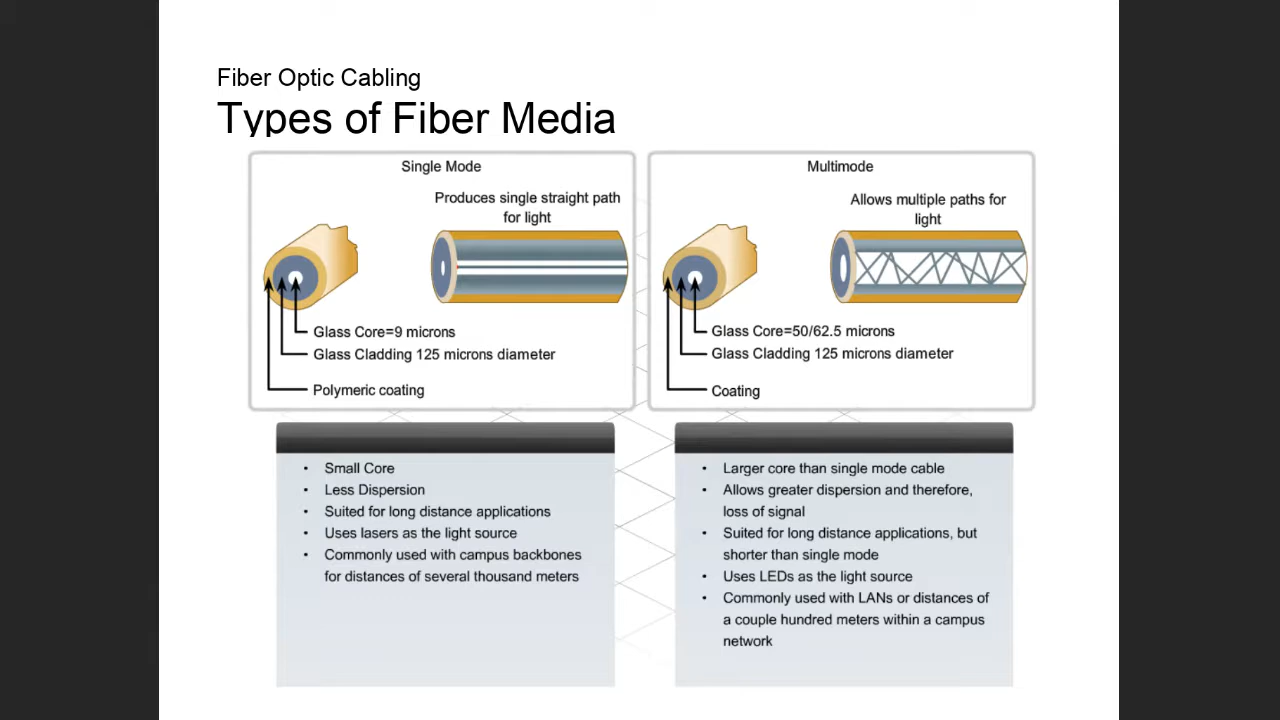 Fiber Optic Cabling
Types of Fiber Media
Single Mode
Produces single straight path
for light
Glass Core=9 microns
Glass Cladding 125 microns diameter
Polymeric coating
Multimode
Allows multiple paths for
light
Glass Core=50/62.5 microns
Glass Cladding 125 microns diameter
Coating
• Small Core
• Less Dispersion
• Suited for long distance applications
• Uses lasers as the light source
• Commonly used with campus backbones
for distances of several thousand meters
• Larger core than single mode cable
• Allows greater dispersion and therefore,
loss of signal
• Suited for long distance applications, but
shorter than single mode
• Uses LEDs as the light source
• Commonly used with LANs or distances of
a couple hundred meters within a campus
network